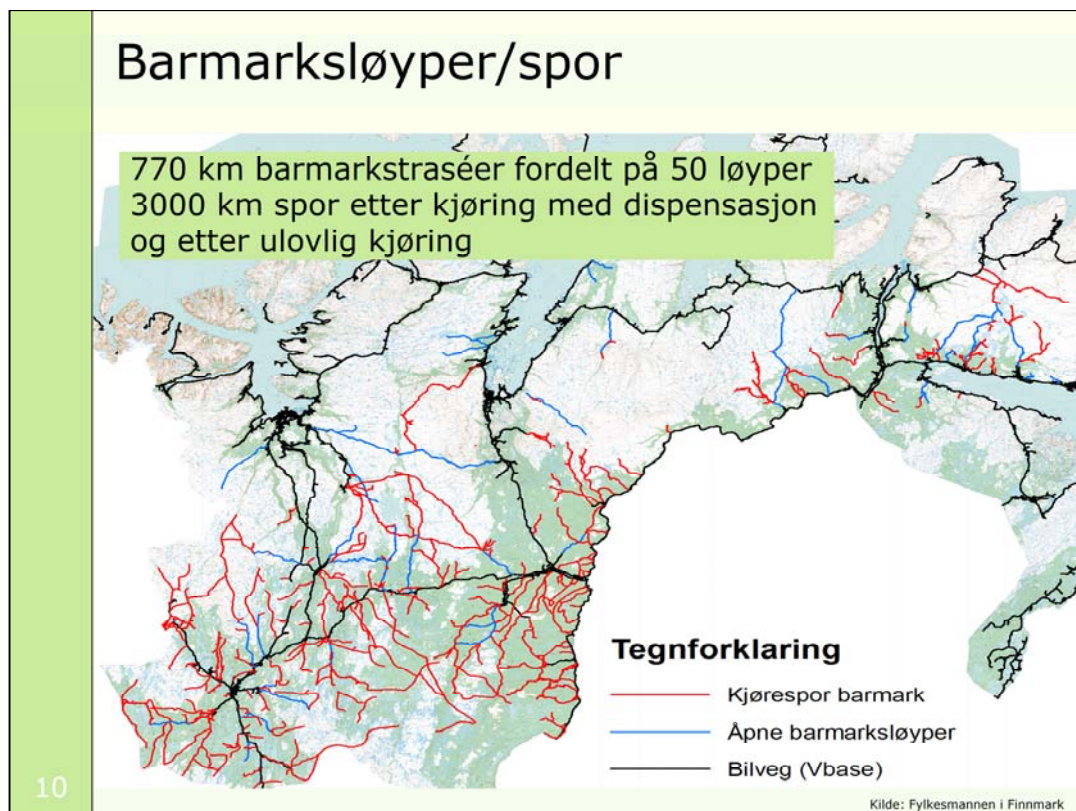 Barmarksløyper/spor
770 km barmarkstraséer fordelt på 50 løyper
3000 km spor etter kjøring med dispensasjon
og etter ulovlig kjøring
Tegnforklaring
Kjørespor barmark
Åpne barmarksløyper
Bilveg (Vbase)
10
Kilde: Fylkesmannen i Finnmark